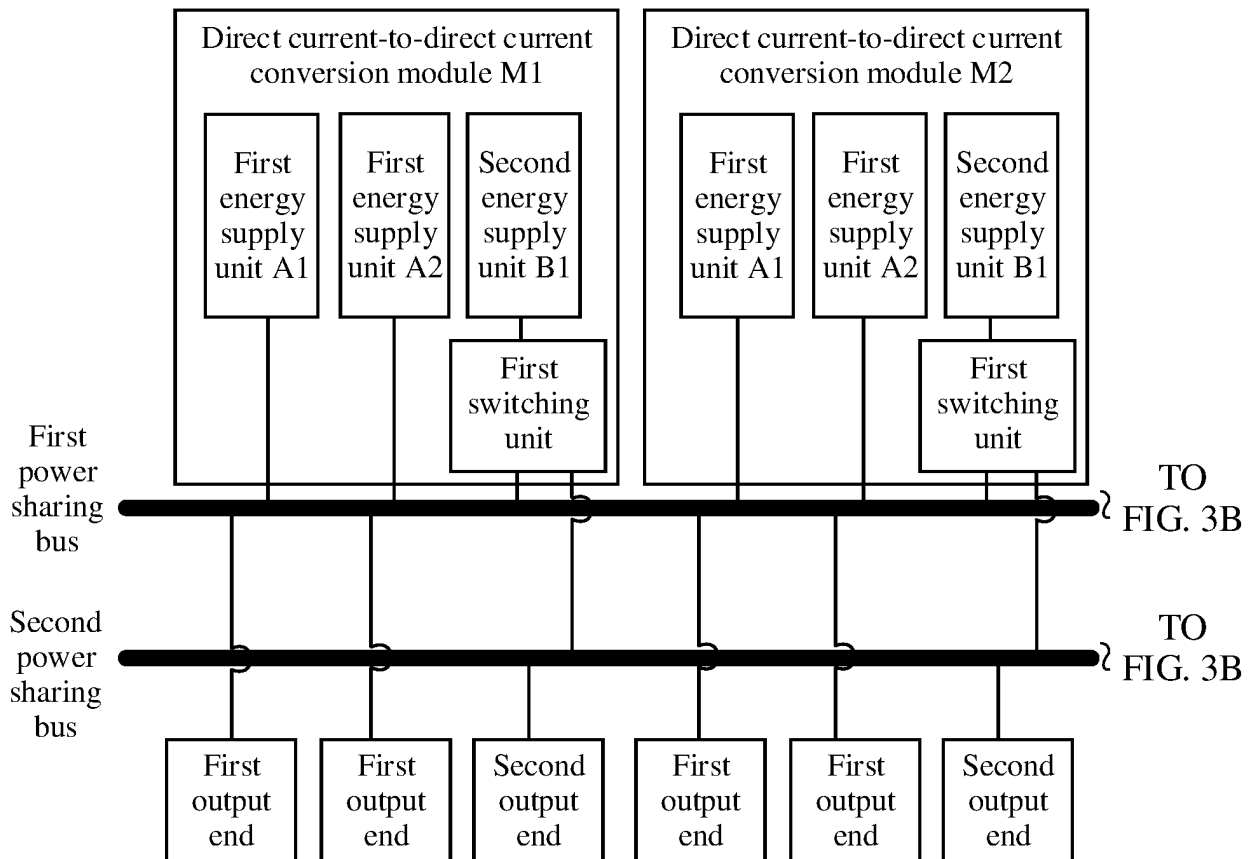 Direct current-to-direct current
conversion module M1
First
energy
supply
unit A1
First
energy
supply
unit A2
Second
energy
supply
unit B1
First
switching
unit
Direct current-to-direct current
conversion module M2
First
energy
supply
unit A1
First
energy
supply
unit A2
Second
energy
supply
unit B1
First
switching
unit
First
power
sharing
bus
TO
FIG. 3B
Second
power
sharing
bus
TO
FIG. 3B
First
output
end
First
output
end
Second
output
end
First
output
end
First
output
end
Second
output
end